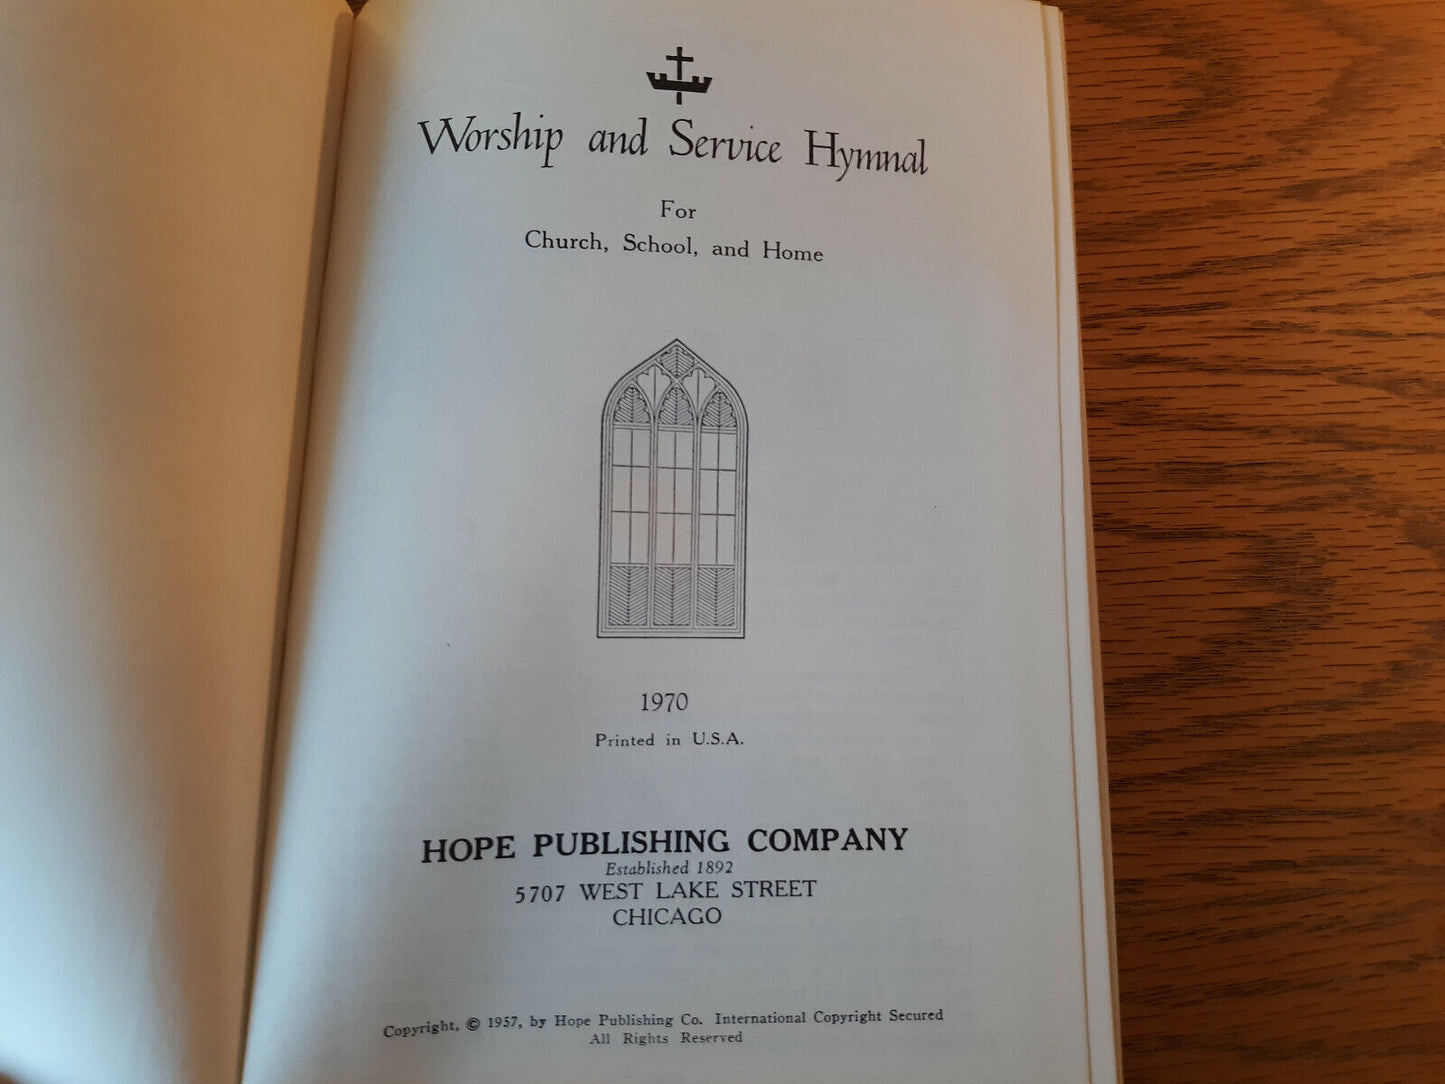 Worship and Service Hymnal
For
Church, School, and Home
1970
Printed in U.S.A.
HOPE PUBLISHING COMPANY
Established 1892
5707 WEST LAKE STREET
CHICAGO
Copyright, © 1957, by Hope Publishing Co. International Copyright Secured
All Rights Reserved